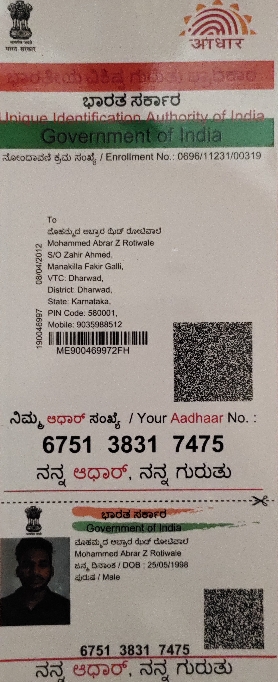 भारत सरकार
आधार
ಭಾರತೀಯ ವಿಶಿಷ್ಟ ಗುರುತು ಪ್ರಾಧಿಕಾರ
ಭಾರತ ಸರ್ಕಾರ
Unique Identification Authority of India
Government of India
ನೋಂದಾವಣೆ ಕ್ರಮ ಸಂಖ್ಯೆ / Enrollment No.: 0696/11231/00319
To
ಮೊಹಮ್ಮದ ಅಬ್ರಾರ ಝೆಡ್ ರೋಟಿವಾಲೆ
Mohammed Abrar Z Rotiwale
S/O Zahir Ahmed,
Manakilla Fakir Galli,
VTC: Dharwad,
District: Dharwad,
State: Karnataka,
PIN Code: 580001,
Mobile: 9035988512
08/04/2012
190046997
ME900469972FH
ನಿಮ್ಮ ಆಧಾರ್ ಸಂಖ್ಯೆ / Your Aadhaar No. :
6751 3831 7475
ನನ್ನ ಆಧಾರ್, ನನ್ನ ಗುರುತು
ಭಾರತ ಸರ್ಕಾರ
Government of India
ಮೊಹಮ್ಮದ ಅಬ್ರಾರ ಝೆಡ್ ರೋಟಿವಾಲೆ
Mohammed Abrar Z Rotiwale
ಜನ್ಮ ದಿನಾಂಕ / DOB : 25/05/1998
ಪುರುಷ / Male
6751 3831 7475
ನನ್ನ ಆಧಾರ್, ನನ್ನ ಗುರುತು